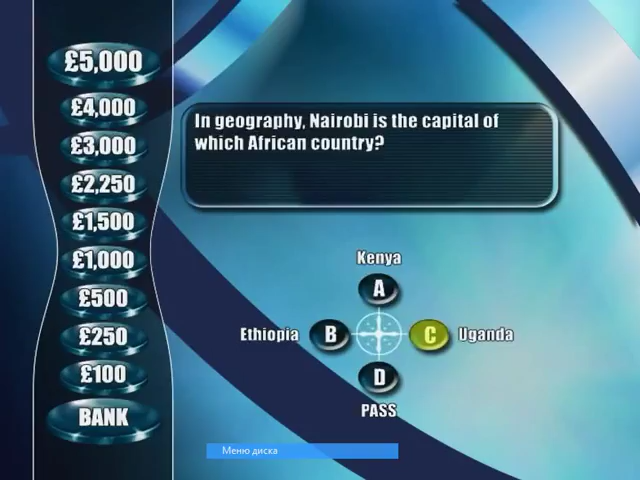 £5,000
£4,000
£3,000
£2,250
£1,500
£1,000
£500
£250
£100
BANK
In geography, Nairobi is the capital of
which African country?
Kenya
A
Ethiopia B C Uganda
D
PASS
Меню диска